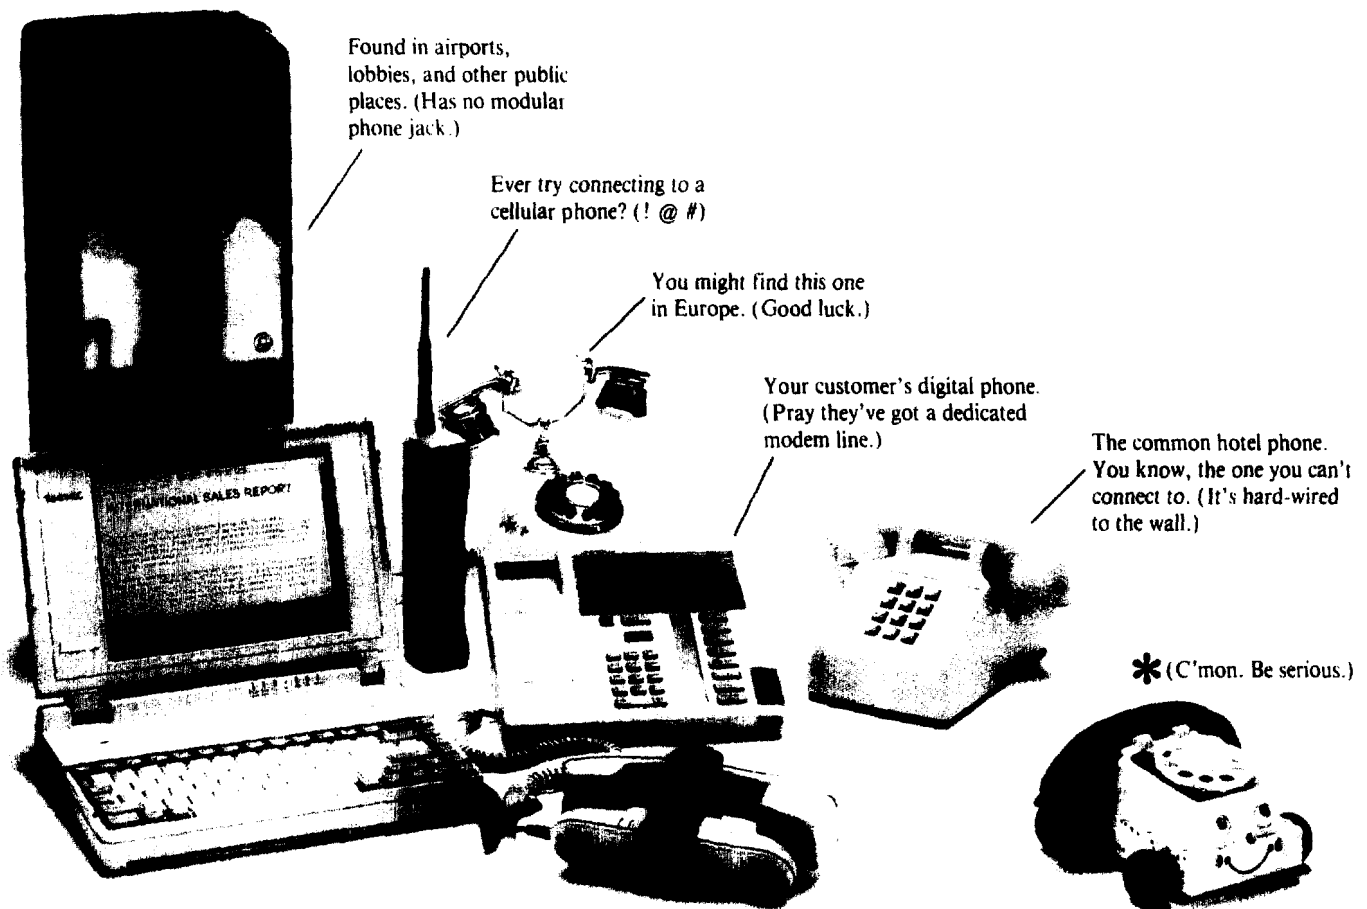 Found in airports,
lobbies, and other public
places. (Has no modular
phone jack.)
Ever try connecting to a
cellular phone? (! @ #)
You might find this one
in Europe. (Good luck.)
Your customer's digital phone.
(Pray they've got a dedicated
modem line.)
The common hotel phone.
You know, the one you can't
connect to. (It's hard-wired
to the wall.)
* (C'mon. Be serious.)
INTERNATIONAL SALES REPORT